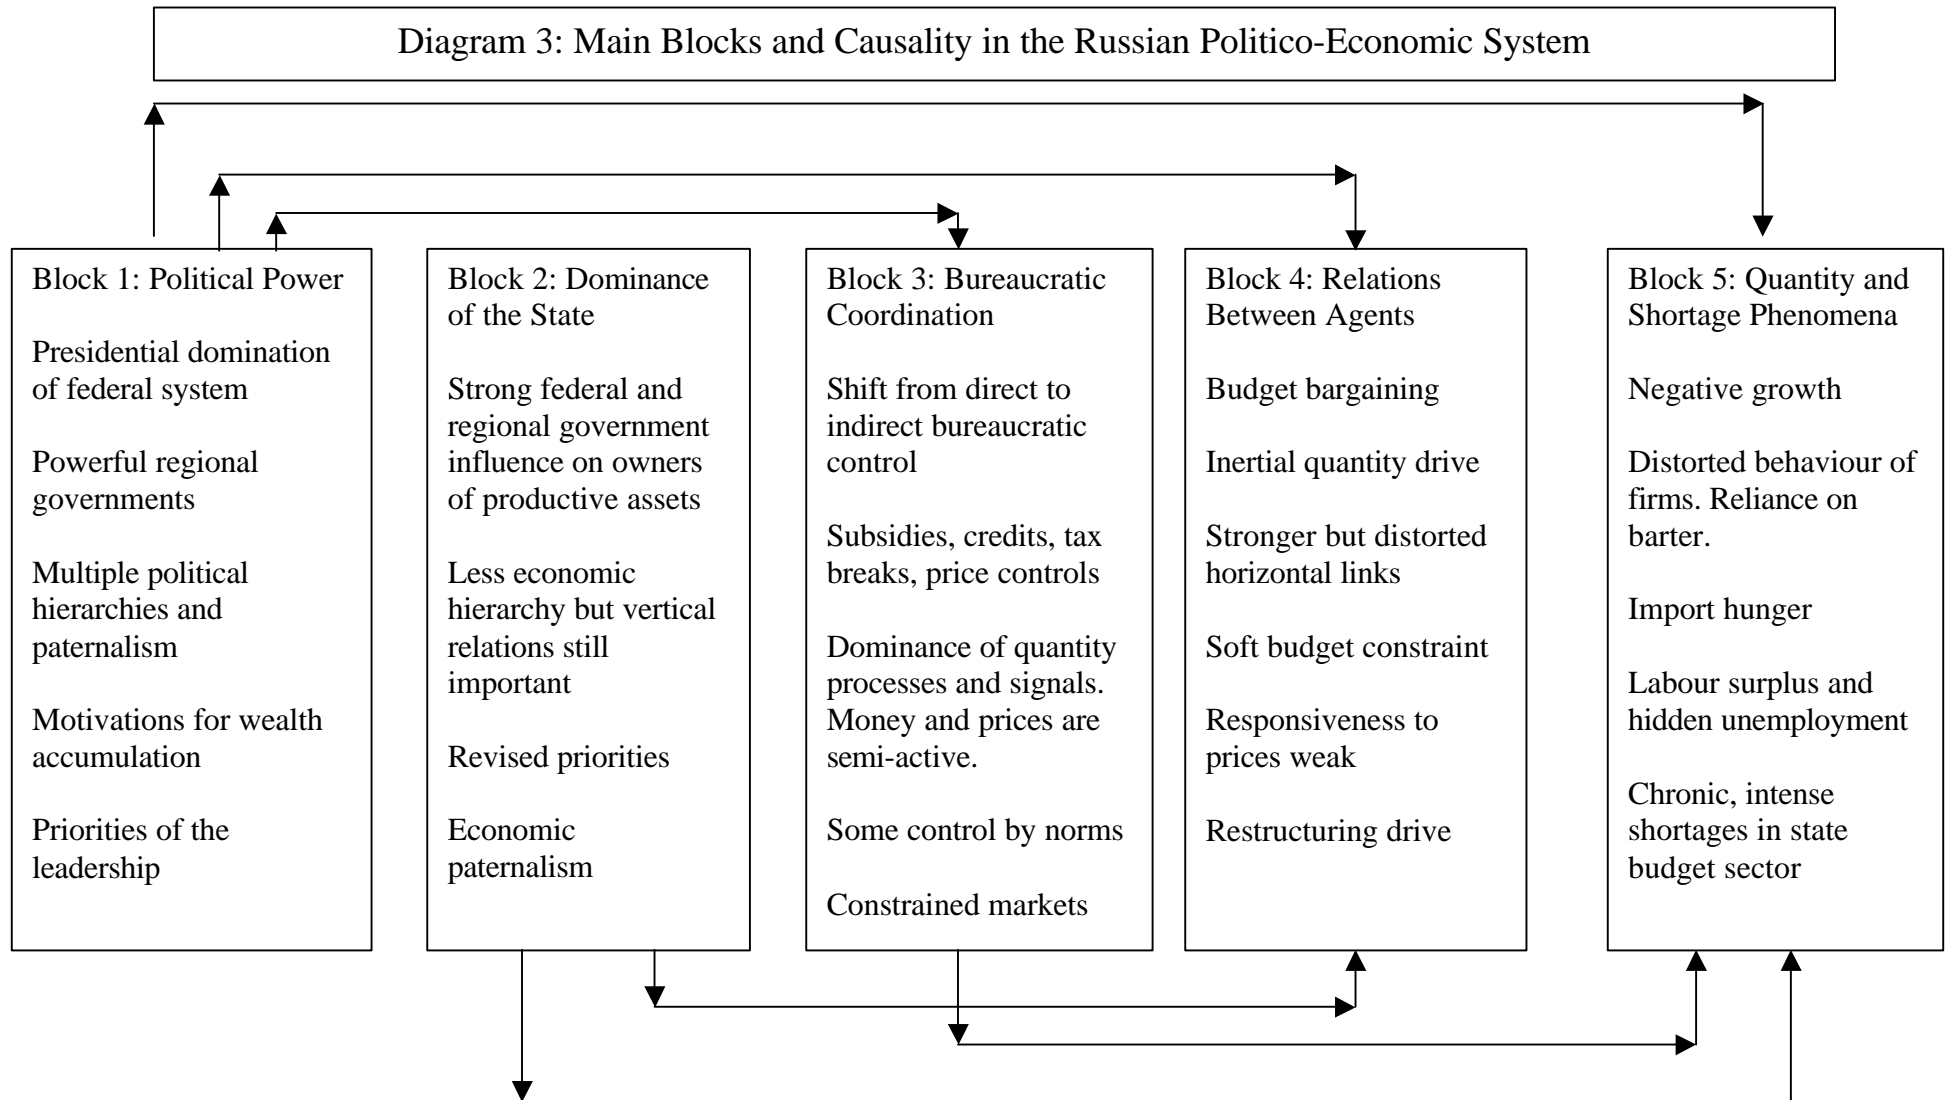 Diagram 3: Main Blocks and Causality in the Russian Politico-Economic System
Block 1: Political Power
Presidential domination
of federal system
Powerful regional
governments
Multiple political
hierarchies and
paternalism
Motivations for wealth
accumulation
Priorities of the
leadership
Block 2: Dominance
of the State
Strong federal and
regional government
influence on owners
of productive assets
Less economic
hierarchy but vertical
relations still
important
Revised priorities
Economic
paternalism
Block 3: Bureaucratic
Coordination
Shift from direct to
indirect bureaucratic
control
Subsidies, credits, tax
breaks, price controls
Dominance of quantity
processes and signals.
Money and prices are
semi-active.
Some control by norms
Constrained markets
Block 4: Relations
Between Agents
Budget bargaining
Inertial quantity drive
Stronger but distorted
horizontal links
Soft budget constraint
Responsiveness to
prices weak
Restructuring drive
Block 5: Quantity and
Shortage Phenomena
Negative growth
Distorted behaviour of
firms. Reliance on
barter.
Import hunger
Labour surplus and
hidden unemployment
Chronic, intense
shortages in state
budget sector